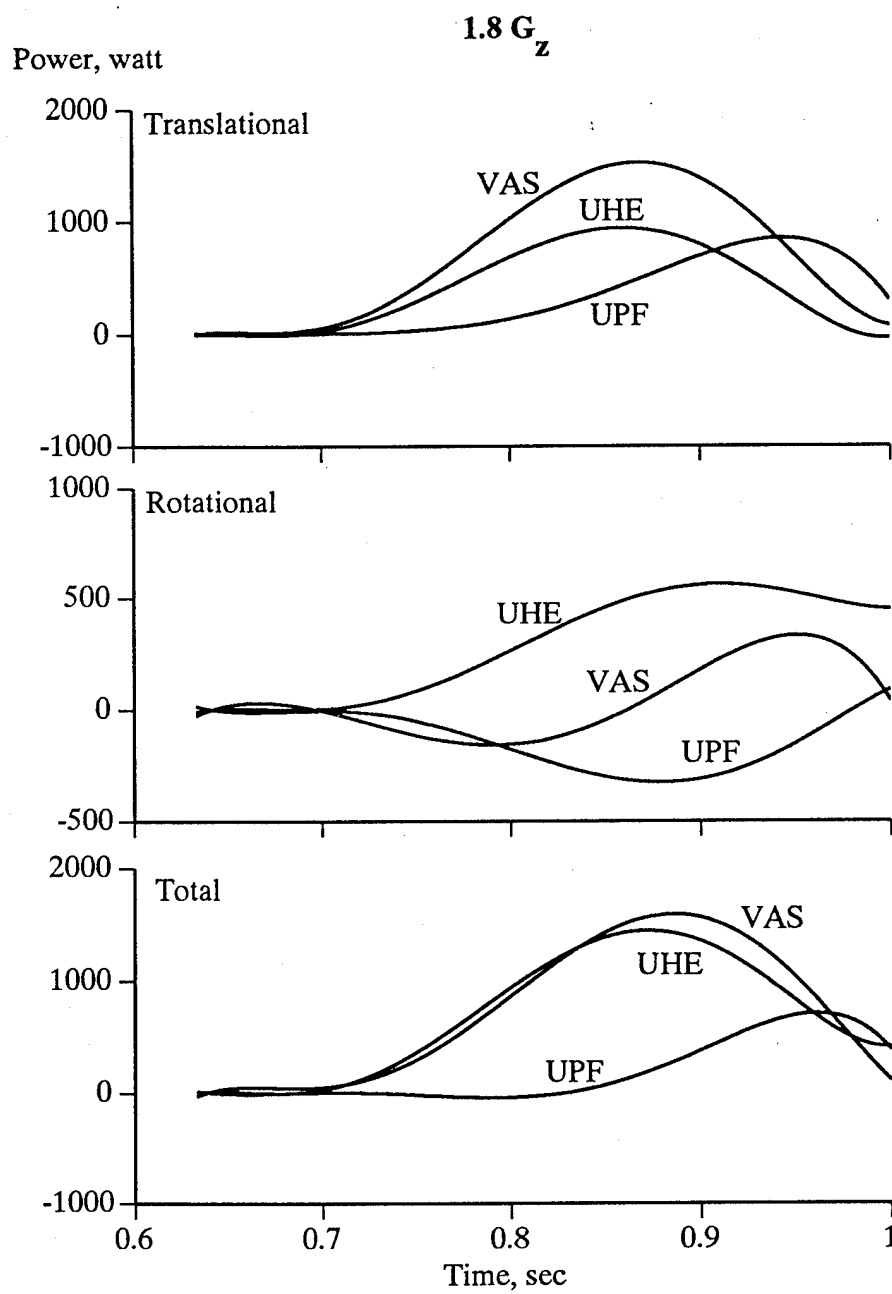 1.8 Gz
Power, watt
2000
Translational
VAS
UHE
1000
UPF
0
-1000
1000
Rotational
UHE
500
VAS
0
UPF
-500
2000
Total
VAS
UHE
1000
UPF
0
-1000
0.6 0.7 0.8 0.9 1
Time, sec